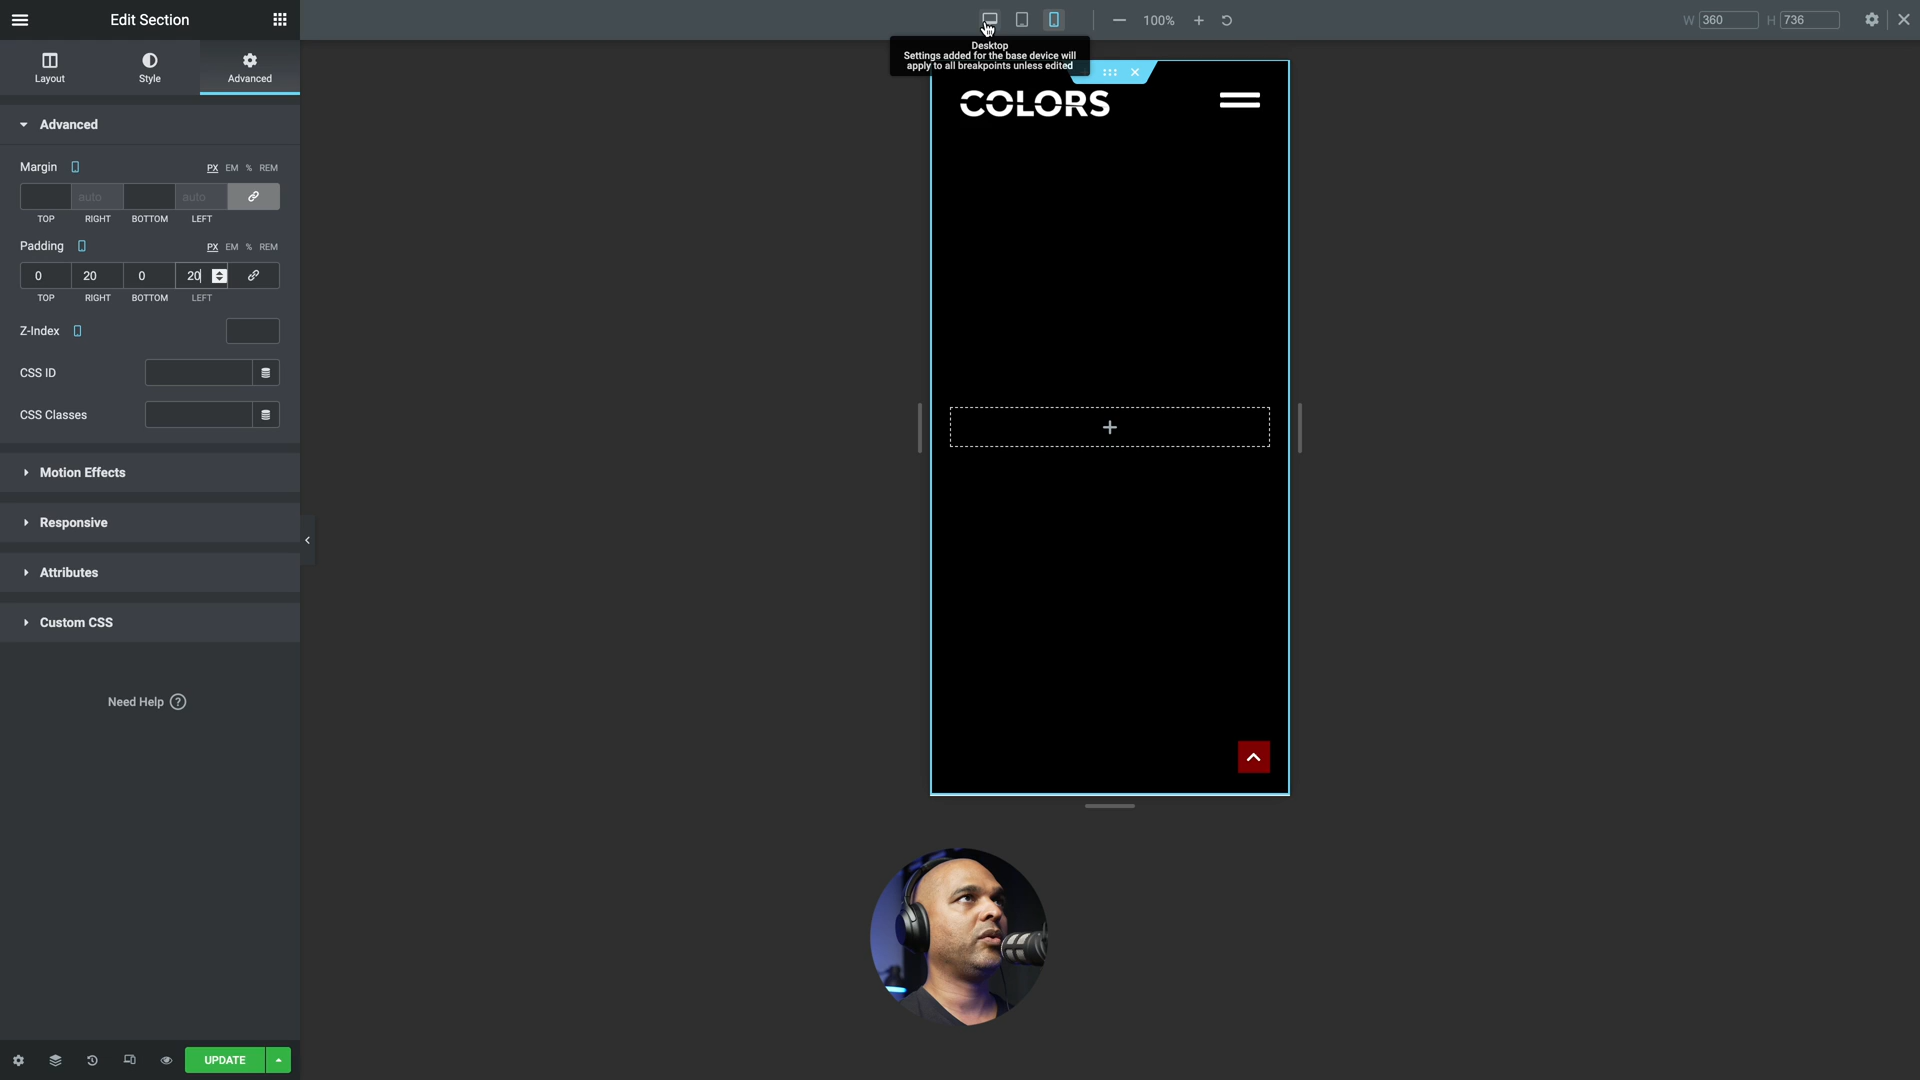 Edit Section
100%
W 360 H 736
Desktop
Settings added for the base device will
apply to all breakpoints unless edited
Layout Style Advanced
COLORS
Advanced
Margin PX EM % REM
auto auto
TOP RIGHT BOTTOM LEFT
Padding PX EM % REM
0 20 0 20
TOP RIGHT BOTTOM LEFT
Z-Index
CSS ID
CSS Classes
Motion Effects
Responsive
Attributes
Custom CSS
Need Help ?
UPDATE